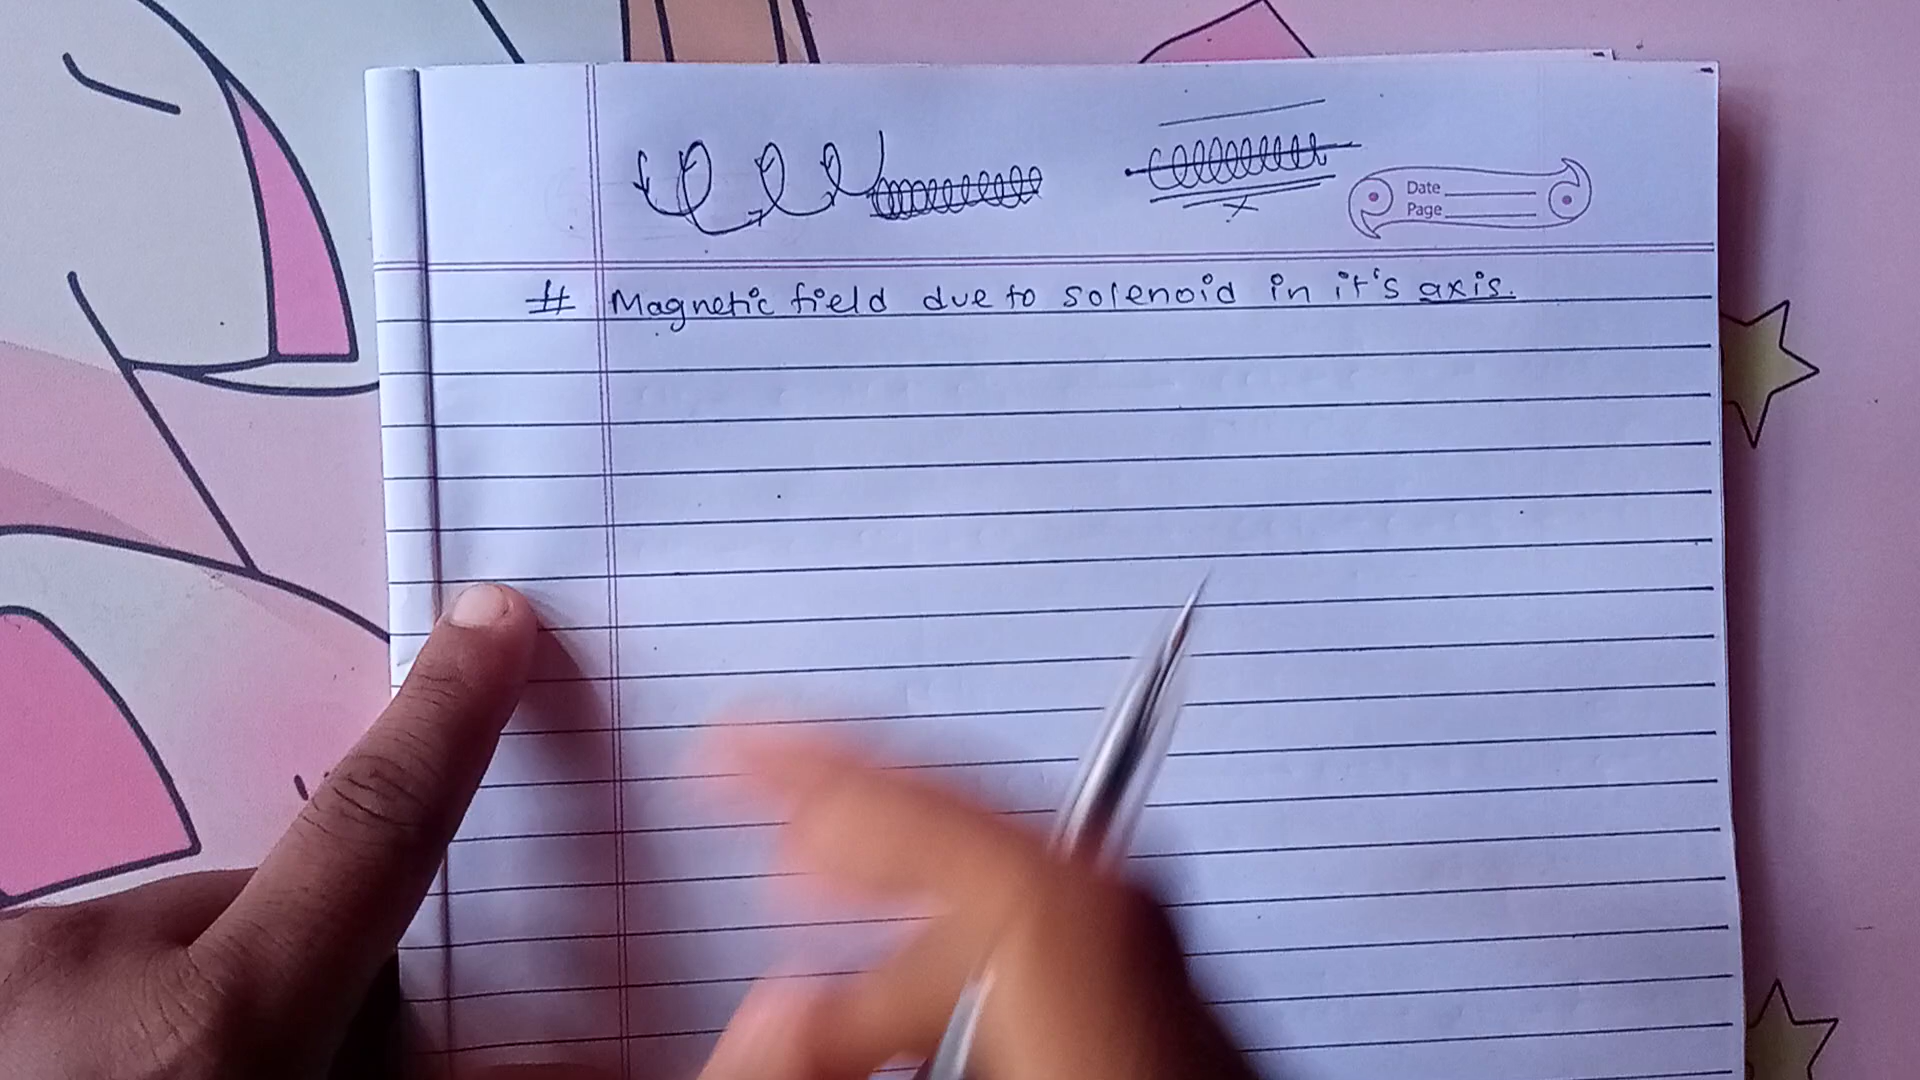 Date
Page
# Magnetic field due to solenoid in it's axis.